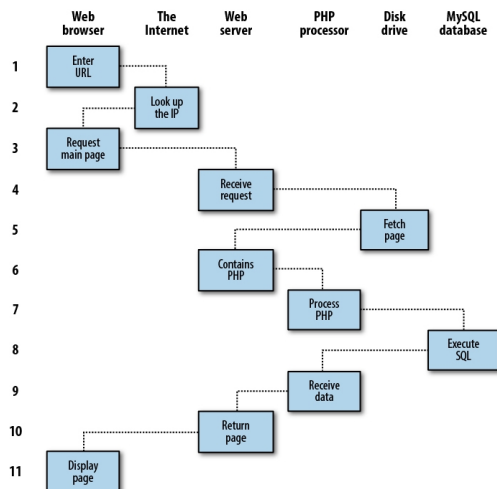 Web browser
The Internet
Web server
PHP processor
Disk drive
MySQL database
1
Enter
URL
2
Look up
the IP
3
Request
main page
4
Receive
request
5
Fetch
page
6
Contains
PHP
7
Process
PHP
8
Execute
SQL
9
Receive
data
10
Return
page
11
Display
page